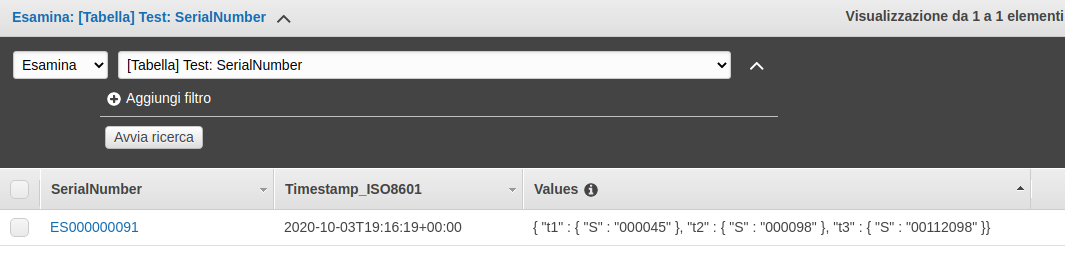 Esamina: [Tabella] Test: SerialNumber
Visualizzazione da 1 a 1 elementi
Esamina [Tabella] Test: SerialNumber
Aggiungi filtro
Avvia ricerca
SerialNumber Timestamp_ISO8601 Values
ES000000091 2020-10-03T19:16:19+00:00 { "t1" : { "S" : "000045" }, "t2" : { "S" : "000098" }, "t3" : { "S" : "00112098" }}